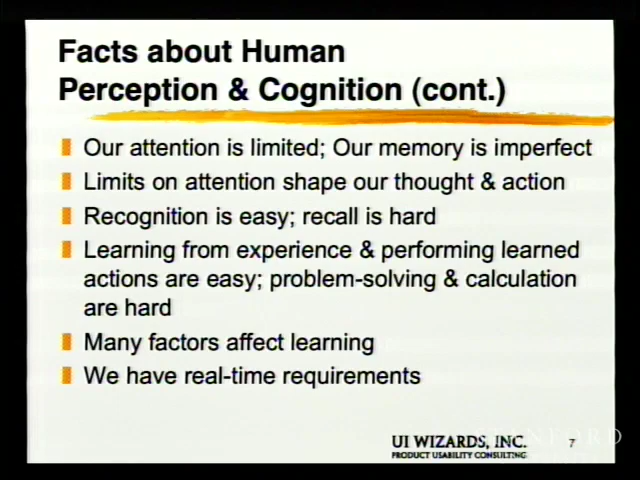 Facts about Human
Perception & Cognition (cont.)
Our attention is limited; Our memory is imperfect
Limits on attention shape our thought & action
Recognition is easy; recall is hard
Learning from experience & performing learned
actions are easy; problem-solving & calculation
are hard
Many factors affect learning
We have real-time requirements
UI WIZARDS, INC.
PRODUCT USABILITY CONSULTING
7
STANFORD